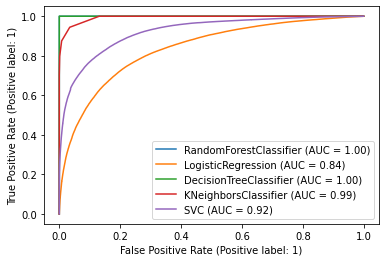 True Positive Rate (Positive label: 1)
1.0
0.8
0.6
0.4
0.2
0.0
RandomForestClassifier (AUC = 1.00)
LogisticRegression (AUC = 0.84)
DecisionTreeClassifier (AUC = 1.00)
KNeighborsClassifier (AUC = 0.99)
SVC (AUC = 0.92)
0.0 0.2 0.4 0.6 0.8 1.0
False Positive Rate (Positive label: 1)